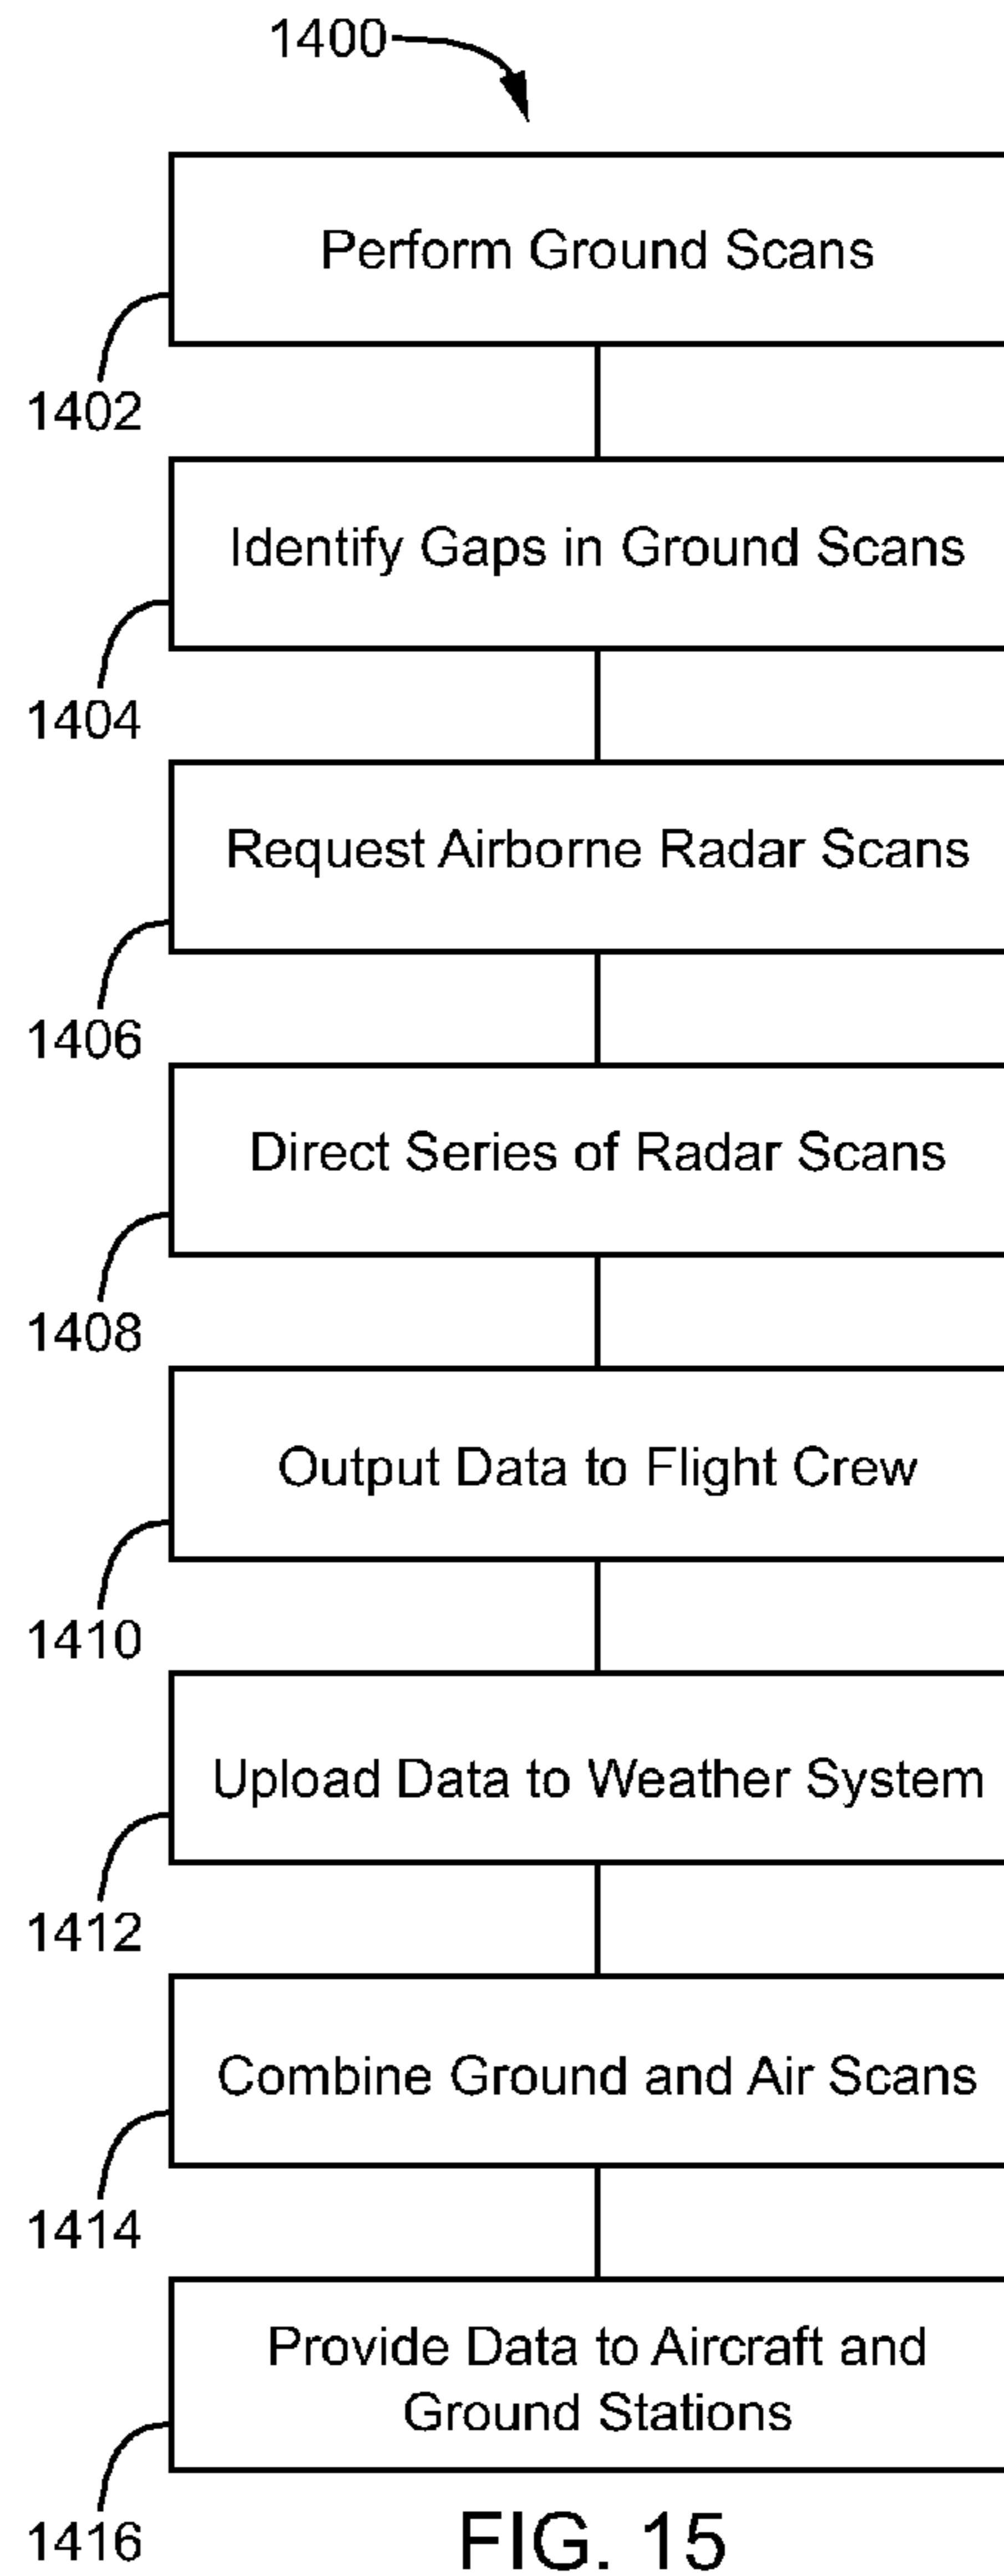 1400
Perform Ground Scans
1402
Identify Gaps in Ground Scans
1404
Request Airborne Radar Scans
1406
Direct Series of Radar Scans
1408
Output Data to Flight Crew
1410
Upload Data to Weather System
1412
Combine Ground and Air Scans
1414
Provide Data to Aircraft and
Ground Stations
1416
FIG. 15